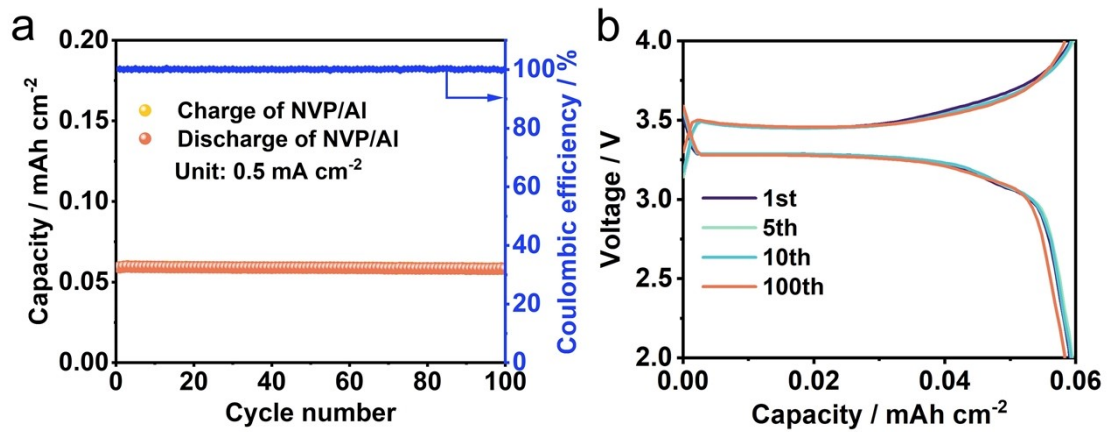 a
0.20
0.15
0.10
0.05
0.00
Capacity / mAh cm-2
100%
80
60
40
20
0
Coulombic efficiency / %
Charge of NVP/Al
Discharge of NVP/Al
Unit: 0.5 mA cm-2
0 20 40 60 80 100
Cycle number
b
4.0
3.5
3.0
2.5
2.0
Voltage / V
1st
5th
10th
100th
0.00 0.02 0.04 0.06
Capacity / mAh cm-2